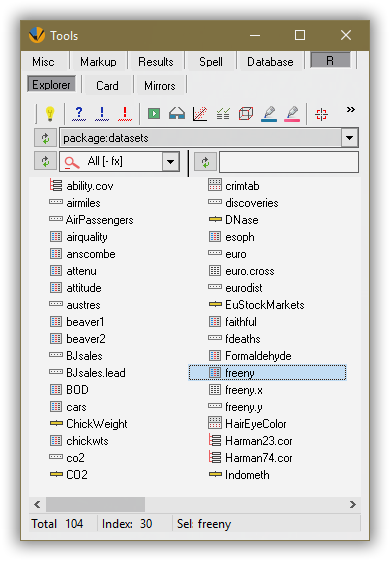 Tools
Misc Markup Results Spell Database R
Explorer Card Mirrors
? ! ! »
package:datasets
All [- fx]
ability.cov
airmiles
AirPassengers
airquality
anscombe
attenu
attitude
austres
beaver1
beaver2
BJsales
BJsales.lead
BOD
cars
ChickWeight
chickwts
co2
CO2
crimtab
discoveries
DNase
esoph
euro
euro.cross
eurodist
EuStockMarkets
faithful
fdeaths
Formaldehyde
freeny
freeny.x
freeny.y
HairEyeColor
Harman23.cor
Harman74.cor
Indometh
Total 104 Index: 30 Sel: freeny